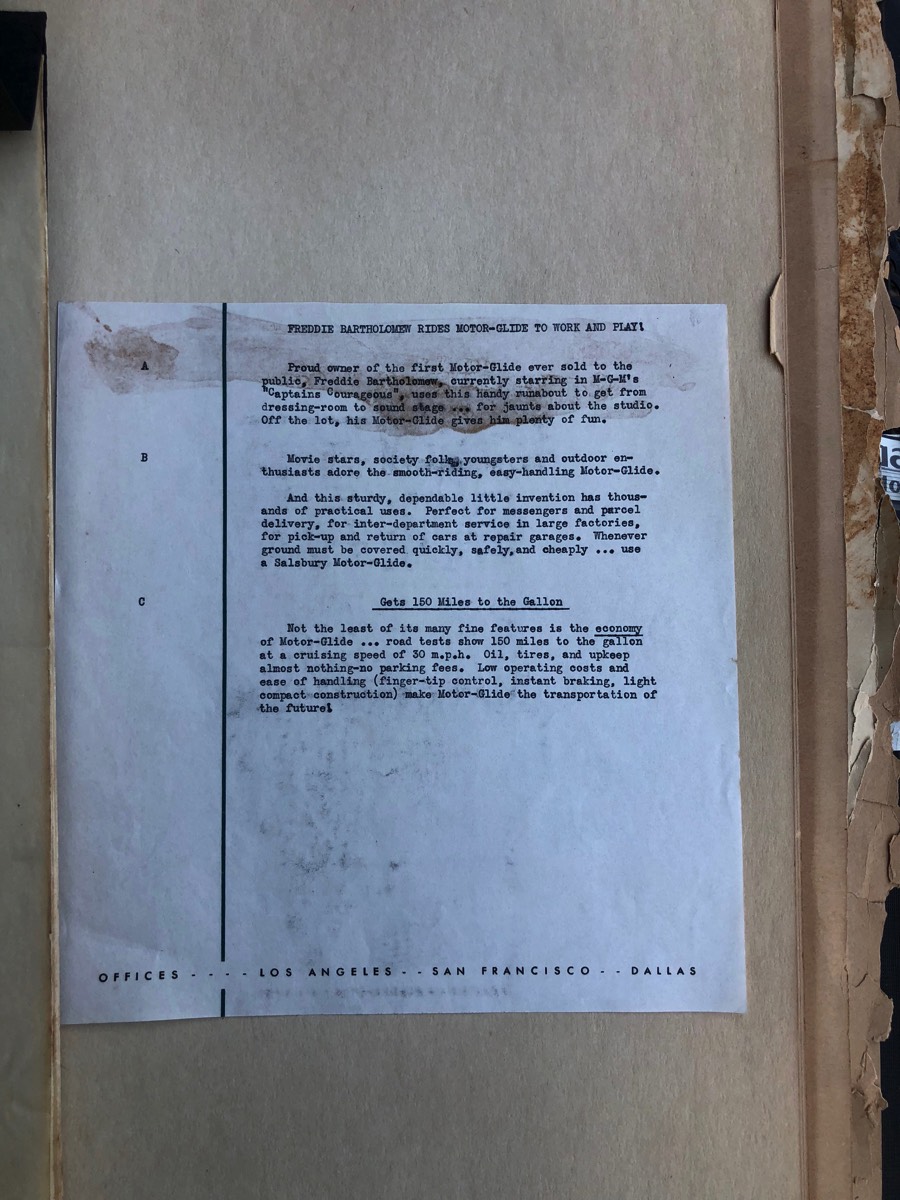 FREDDIE BARTHOLOMEW RIDES MOTOR-GLIDE TO WORK AND PLAY!
A
Proud owner of the first Motor-Glide ever sold to the
public, Freddie Bartholomew, currently starring in M-G-M's
"Captains Courageous", uses this handy runabout to get from
dressing-room to sound stage ... for jaunts about the studio.
Off the lot, his Motor-Glide gives him plenty of fun.
B
Movie stars, society folk, youngsters and outdoor en-
thusiasts adore the smooth-riding, easy-handling Motor-Glide.
And this sturdy, dependable little invention has thous-
ands of practical uses. Perfect for messengers and parcel
delivery, for inter-department service in large factories,
for pick-up and return of cars at repair garages. Whenever
ground must be covered quickly, safely,and cheaply ... use
a Salsbury Motor-Glide.
C
Gets 150 Miles to the Gallon
Not the least of its many fine features is the economy
of Motor-Glide ... road tests show 150 miles to the gallon
at a cruising speed of 30 m.p.h. Oil, tires, and upkeep
almost nothing-no parking fees. Low operating costs and
ease of handling (finger-tip control, instant braking, light
compact construction) make Motor-Glide the transportation of
the future!
OFFICES - - - - LOS ANGELES - - SAN FRANCISCO - - DALLAS